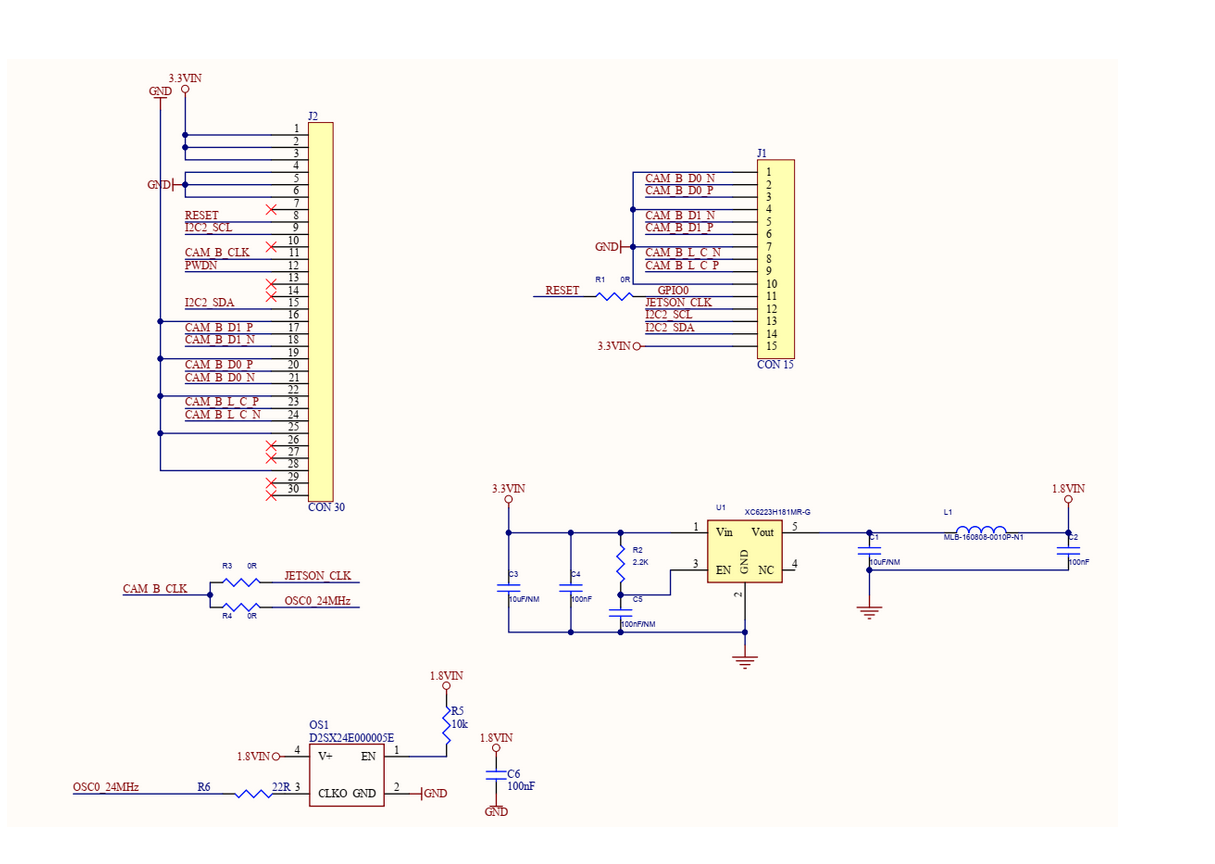 3.3VIN
GND
J2
1
2
3
4
GND
5
6
7
RESET
8
I2C2_SCL
9
10
CAM_B_CLK
11
PWDN
12
13
14
I2C2_SDA
15
16
CAM_B_D1_P
17
CAM_B_D1_N
18
19
CAM_B_D0_P
20
CAM_B_D0_N
21
22
CAM_B_L_C_P
23
CAM_B_L_C_N
24
25
26
27
28
29
30
CON 30
J1
1
CAM_B_D0_N
2
CAM_B_D0_P
3
4
CAM_B_D1_N
5
CAM_B_D1_P
6
GND
7
CAM_B_L_C_N
8
CAM_B_L_C_P
9
10
R1 0R
RESET GPIO0
11
JETSON_CLK
12
I2C2_SCL
13
I2C2_SDA
14
3.3VIN
15
CON 15
3.3VIN
1.8VIN
U1 XC6223H181MR-G
L1
1 Vin Vout 5
MLB-160808-0010P-N1
C1
10uF/NM
C2
100nF
R2
2.2K
3 EN GND NC 4
2
C3
10uF/NM
C4
100nF
C5
100nF/NM
R3 0R
JETSON_CLK
CAM_B_CLK
OSC0_24MHz
R4 0R
1.8VIN
R5
10k
OS1
D2SX24E000005E
1.8VIN 4 V+ EN 1
OSC0_24MHz R6 22R 3 CLKO GND 2 GND
1.8VIN
C6
100nF
GND